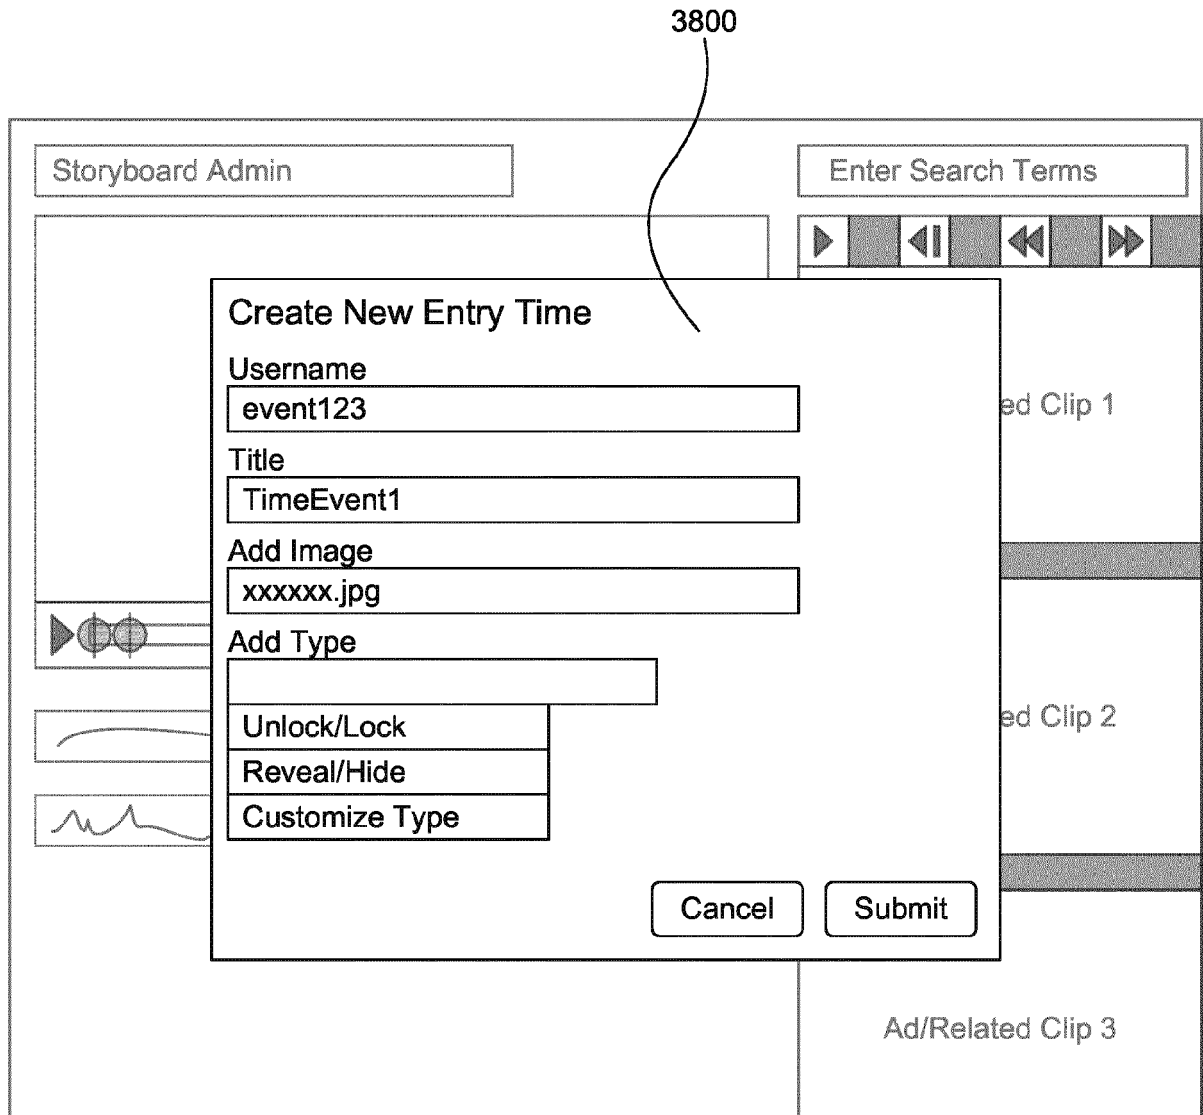 3800
Storyboard Admin
Enter Search Terms
Create New Entry Time
Username
event123
Title
TimeEvent1
Add Image
xxxxxx.jpg
Add Type
Unlock/Lock
Reveal/Hide
Customize Type
Cancel
Submit
ed Clip 1
ed Clip 2
Ad/Related Clip 3